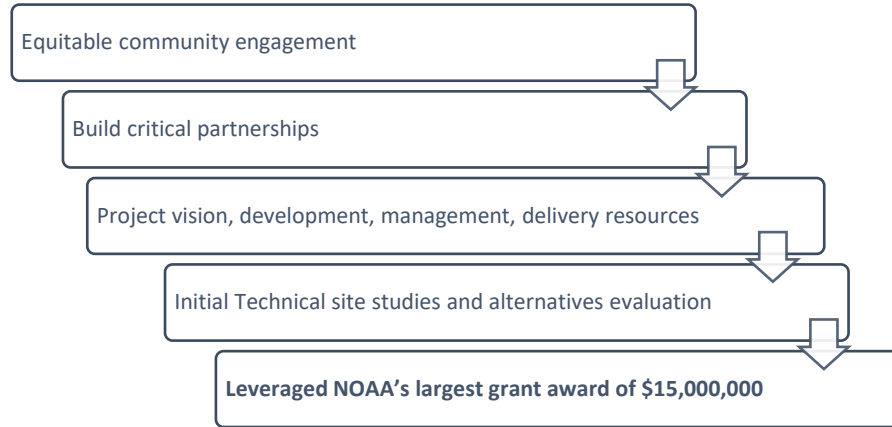 Equitable community engagement
Build critical partnerships
Project vision, development, management, delivery resources
Initial Technical site studies and alternatives evaluation
Leveraged NOAA’s largest grant award of $15,000,000